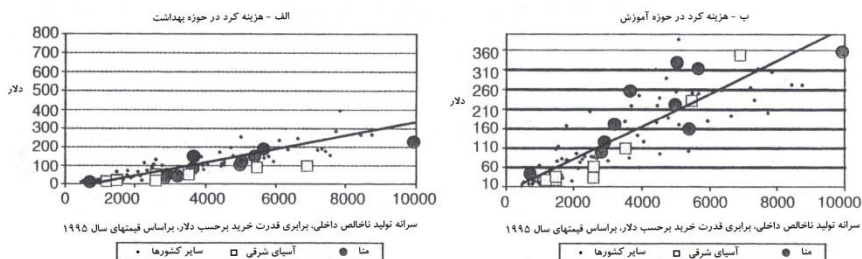 الف - هزینه کرد در حوزه بهداشت
دلار
800
700
600
500
400
300
200
100
0
0 2000 4000 6000 8000 10000
سرانه تولید ناخالص داخلی، برابری قدرت خرید برحسب دلار، براساس قیمتهای سال ۱۹۹۵
منا آسیای شرقی سایر کشورها
ب - هزینه کرد در حوزه آموزش
دلار
360
310
260
210
160
110
60
10
0 2000 4000 6000 8000 10000
سرانه تولید ناخالص داخلی، برابری قدرت خرید برحسب دلار، براساس قیمتهای سال ۱۹۹۵
منا آسیای شرقی سایر کشورها